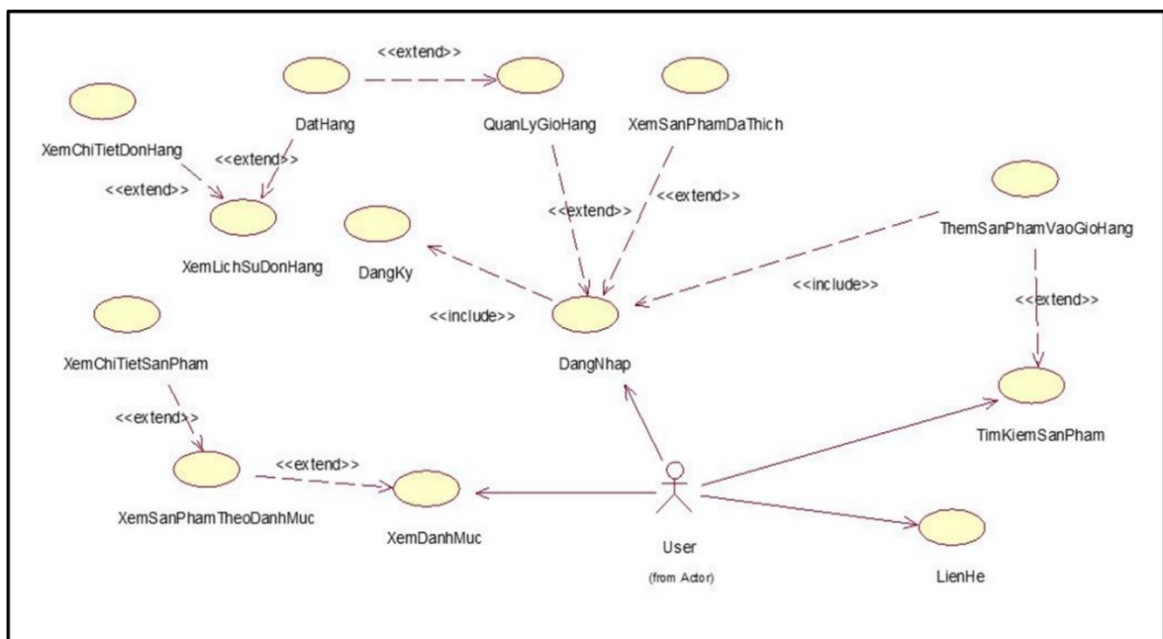 <<extend>>
DatHang
QuanLyGioHang
XemSanPhamDaThich
XemChiTietDonHang
<<extend>>
<<extend>>
<<extend>>
<<extend>>
ThemSanPhamVaoGioHang
XemLichSuDonHang
DangKy
<<include>>
<<extend>>
<<include>>
XemChiTietSanPham
DangNhap
<<extend>>
TimKiemSanPham
<<extend>>
XemSanPhamTheoDanhMuc
XemDanhMuc
User
(from Actor)
LienHe